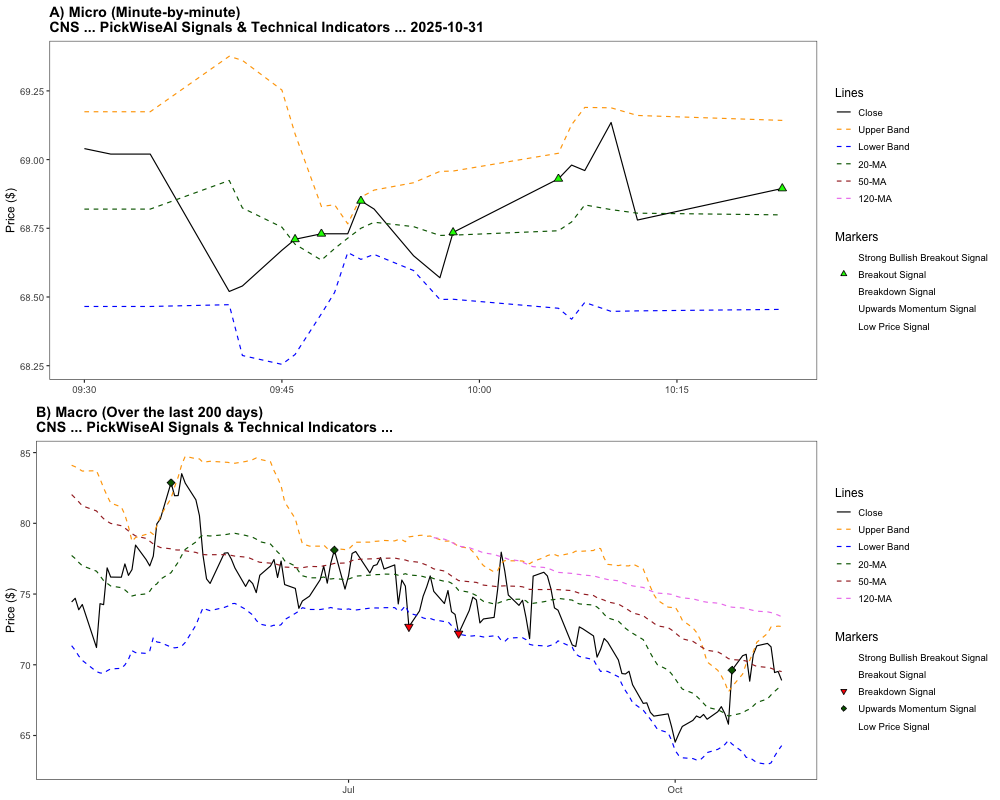 A) Micro (Minute-by-minute)
CNS ... PickWiseAI Signals & Technical Indicators ... 2025-10-31
Price ($)
69.25
69.00
68.75
68.50
68.25
09:30
09:45
10:00
10:15
Lines
Close
Upper Band
Lower Band
20-MA
50-MA
120-MA
Markers
Strong Bullish Breakout Signal
Breakout Signal
Breakdown Signal
Upwards Momentum Signal
Low Price Signal
B) Macro (Over the last 200 days)
CNS ... PickWiseAI Signals & Technical Indicators ...
Price ($)
85
80
75
70
65
Jul
Oct
Lines
Close
Upper Band
Lower Band
20-MA
50-MA
120-MA
Markers
Strong Bullish Breakout Signal
Breakout Signal
Breakdown Signal
Upwards Momentum Signal
Low Price Signal